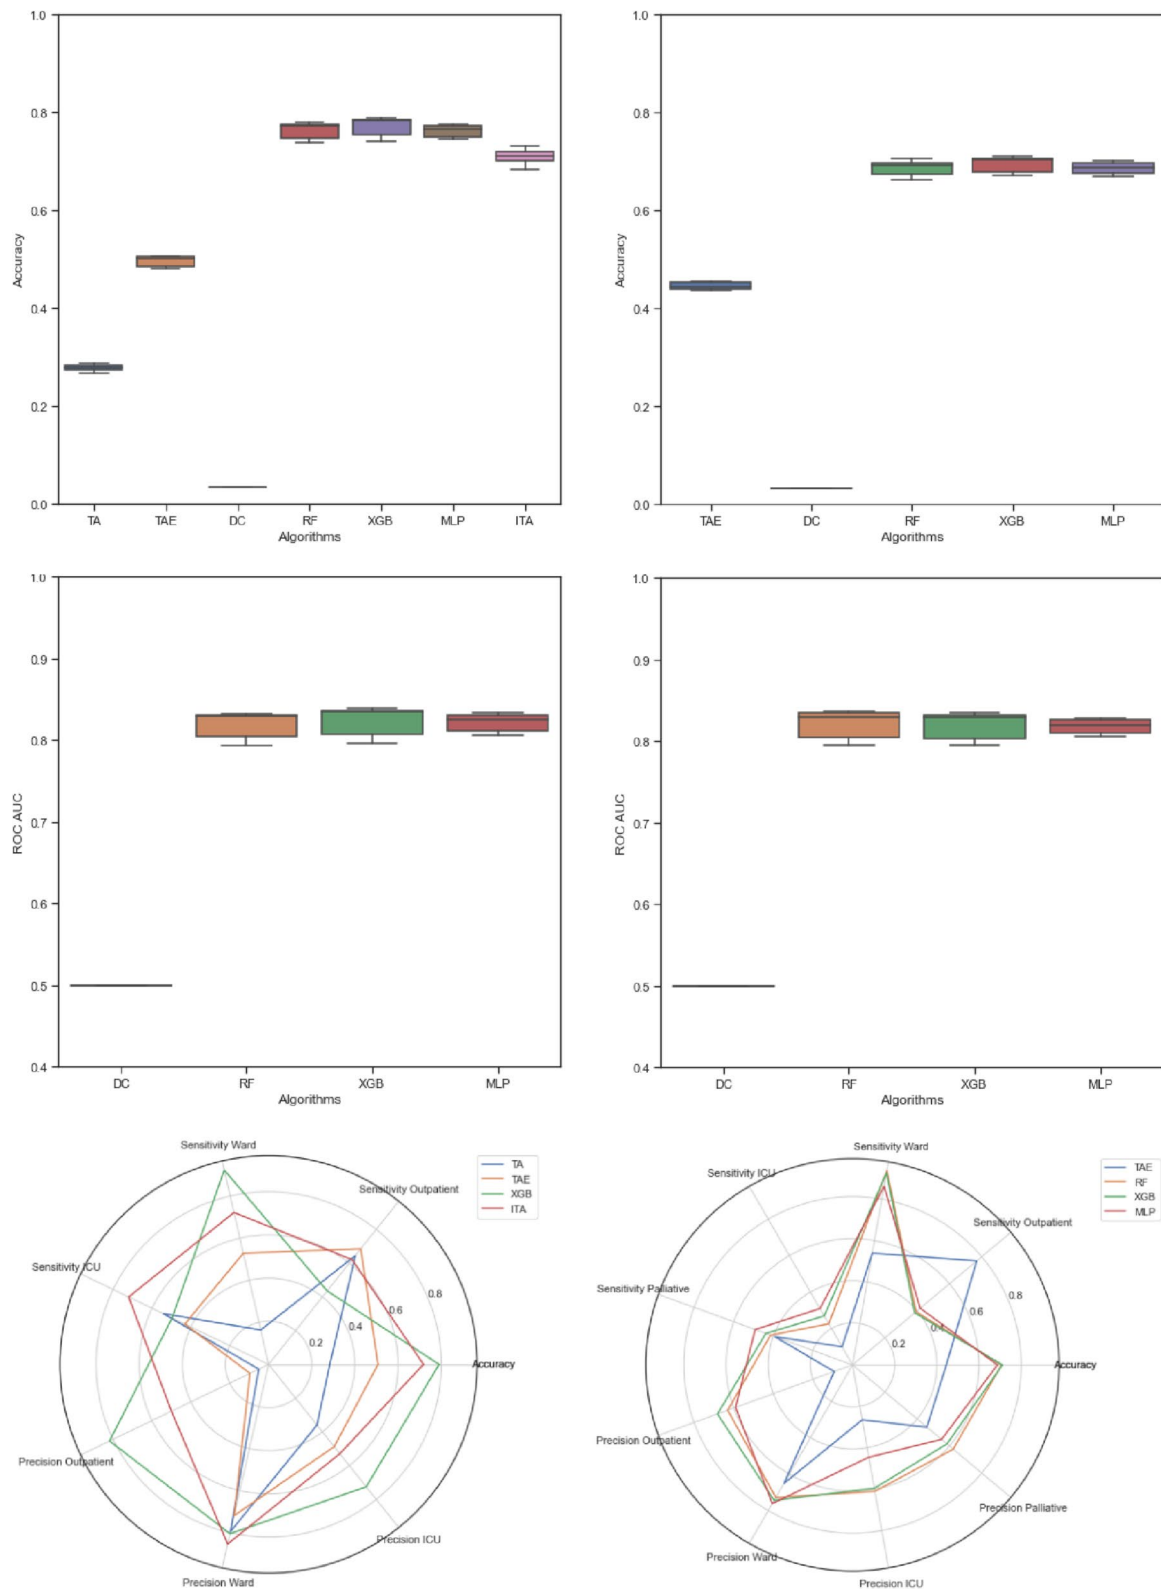 1.0
0.8
0.6
0.4
0.2
0.0
Accuracy
TA TAE DC RF XGB MLP ITA
Algorithms
1.0
0.8
0.6
0.4
0.2
0.0
Accuracy
TAE DC RF XGB MLP
Algorithms
1.0
0.9
0.8
0.7
0.6
0.5
0.4
ROC AUC
DC RF XGB MLP
Algorithms
1.0
0.9
0.8
0.7
0.6
0.5
0.4
ROC AUC
DC RF XGB MLP
Algorithms
Sensitivity Ward
Sensitivity Outpatient
Sensitivity ICU
0.8
0.6
0.4
0.2
Accuracy
Precision Outpatient
Precision ICU
Precision Ward
TA
TAE
XGB
ITA
Sensitivity Ward
Sensitivity ICU
Sensitivity Outpatient
Sensitivity Palliative
0.8
0.6
0.4
0.2
Accuracy
Precision Outpatient
Precision Palliative
Precision Ward
Precision ICU
TAE
RF
XGB
MLP